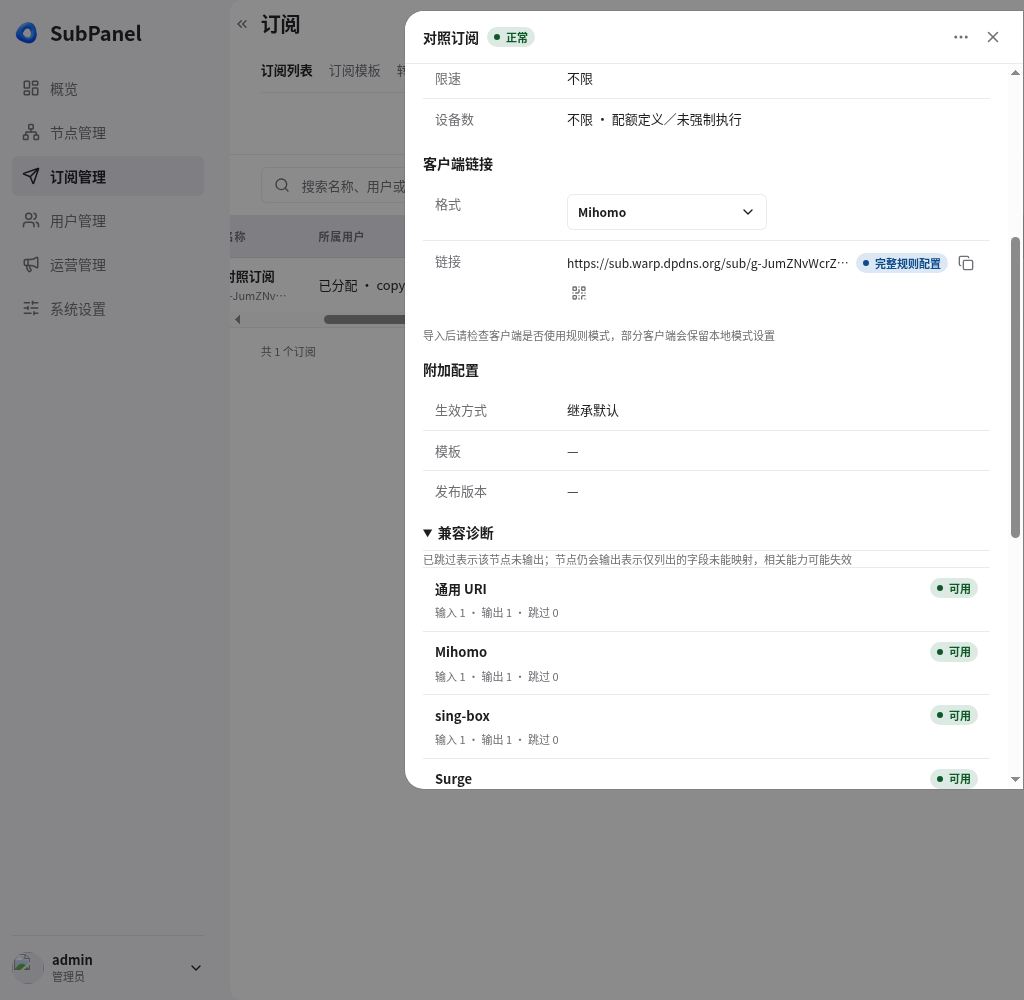 SubPanel
概览
节点管理
订阅管理
用户管理
运营管理
系统设置
admin
管理员
订阅
订阅列表 订阅模板
搜索名称、用户或
名称 所属用户
对照订阅 已分配 · copy
-JumZNv…
共 1 个订阅
对照订阅 正常
限速 不限
设备数 不限 · 配额定义／未强制执行
客户端链接
格式 Mihomo
链接 https://sub.warp.dpdns.org/sub/g-JumZNvWcrZ… 完整规则配置
导入后请检查客户端是否使用规则模式，部分客户端会保留本地模式设置
附加配置
生效方式 继承默认
模板 —
发布版本 —
兼容诊断
已跳过表示该节点未输出；节点仍会输出表示仅列出的字段未能映射，相关能力可能失效
通用 URI 可用
输入 1 · 输出 1 · 跳过 0
Mihomo 可用
输入 1 · 输出 1 · 跳过 0
sing-box 可用
输入 1 · 输出 1 · 跳过 0
Surge 可用